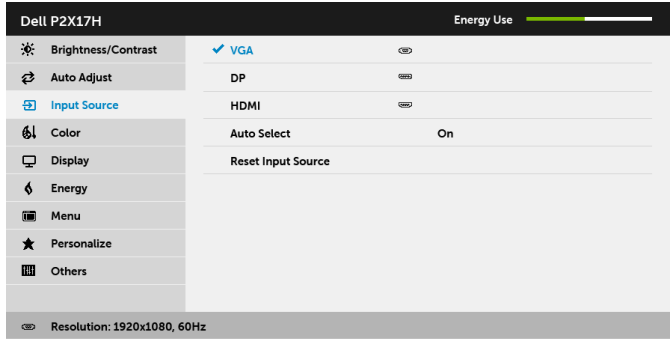 Dell P2X17H
Energy Use
Brightness/Contrast
VGA
Auto Adjust
DP
Input Source
HDMI
Color
Auto Select On
Display
Reset Input Source
Energy
Menu
Personalize
Others
Resolution: 1920x1080, 60Hz